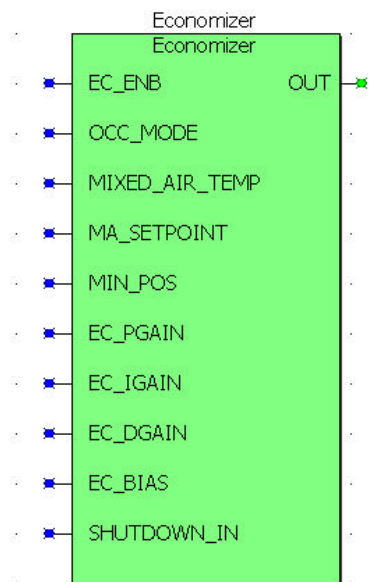 Economizer
Economizer
EC_ENB OUT
OCC_MODE
MIXED_AIR_TEMP
MA_SETPOINT
MIN_POS
EC_PGAIN
EC_IGAIN
EC_DGAIN
EC_BIAS
SHUTDOWN_IN